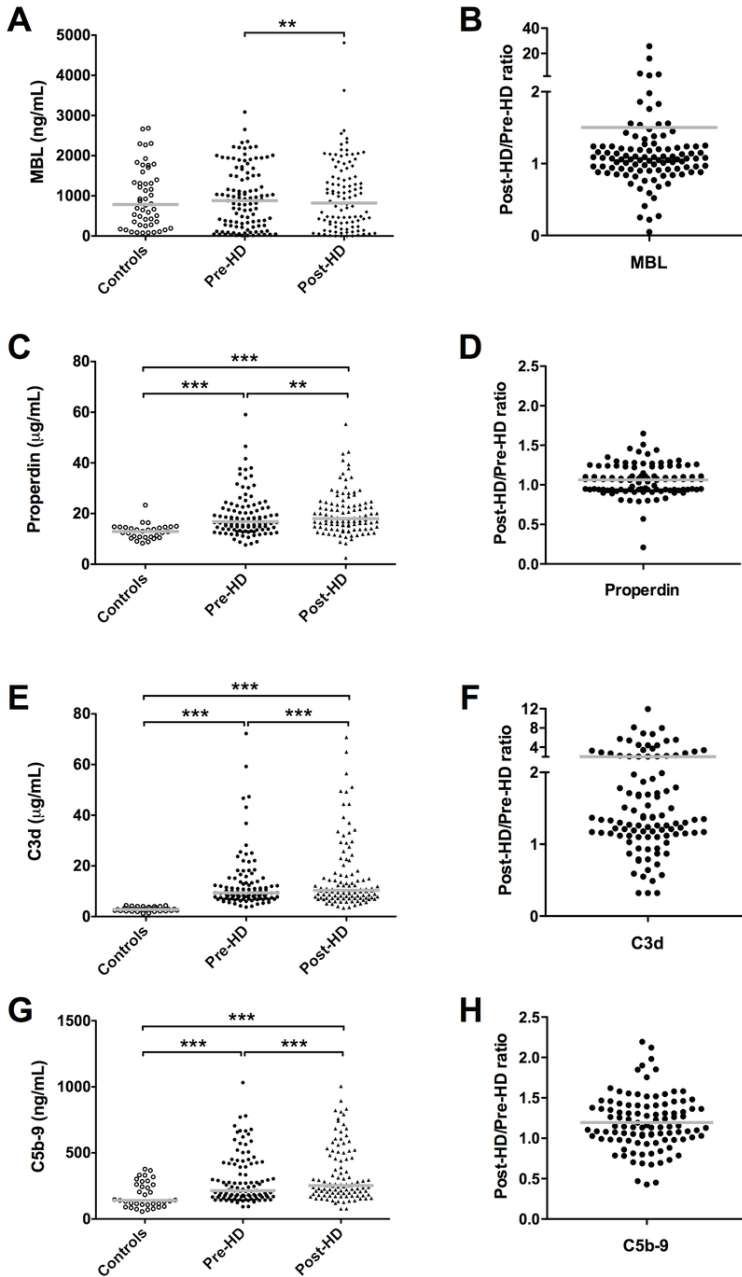 A
MBL (ng/mL)
5000
4000
3000
2000
1000
0
**
Controls
Pre-HD
Post-HD
B
Post-HD/Pre-HD ratio
40
20
2
1
0
MBL
C
Properdin (µg/mL)
80
60
40
20
0
***
***
**
Controls
Pre-HD
Post-HD
D
Post-HD/Pre-HD ratio
2.5
2.0
1.5
1.0
0.5
0.0
Properdin
E
C3d (µg/mL)
80
60
40
20
0
***
***
***
Controls
Pre-HD
Post-HD
F
Post-HD/Pre-HD ratio
12
8
4
2
1
0
C3d
G
C5b-9 (ng/mL)
1500
1000
500
0
***
***
***
Controls
Pre-HD
Post-HD
H
Post-HD/Pre-HD ratio
2.5
2.0
1.5
1.0
0.5
0.0
C5b-9